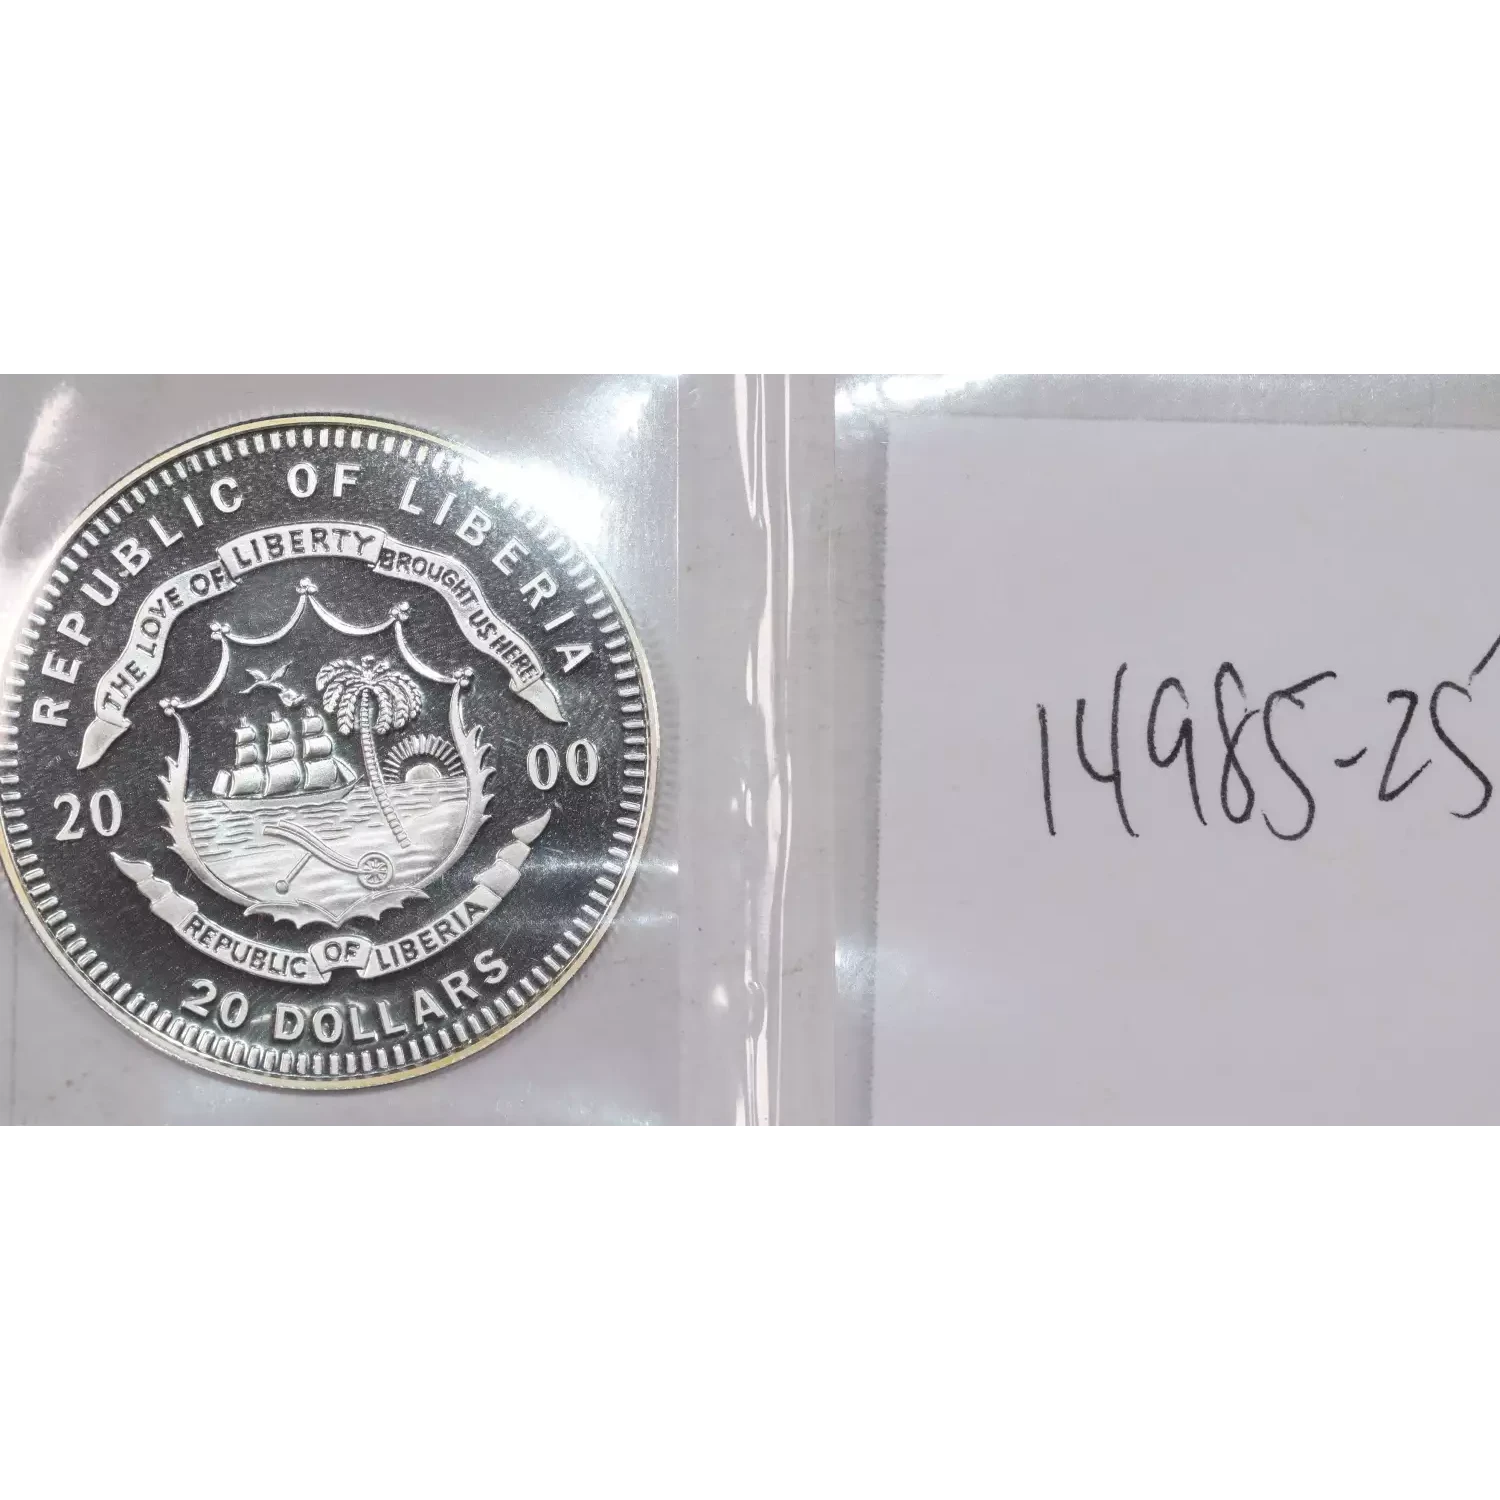 REPUBLIC OF LIBERIA
THE LOVE OF LIBERTY BROUGHT US HERE
20 00
REPUBLIC OF LIBERIA
20 DOLLARS
14985-25